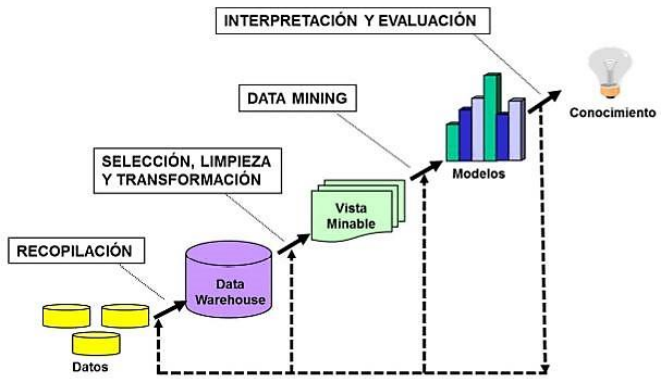 INTERPRETACIÓN Y EVALUACIÓN
DATA MINING
Conocimiento
SELECCIÓN, LIMPIEZA
Y TRANSFORMACIÓN
Modelos
Vista
Minable
RECOPILACIÓN
Data
Warehouse
Datos